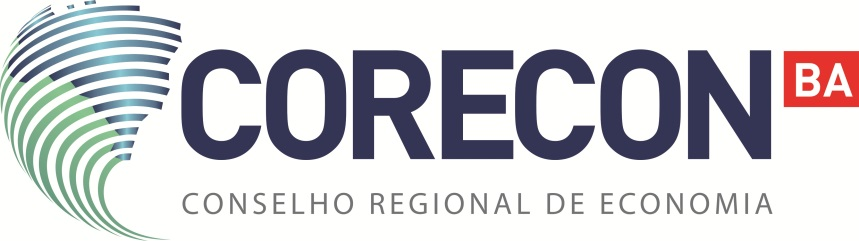 CORECON BA
CONSELHO REGIONAL DE ECONOMIA